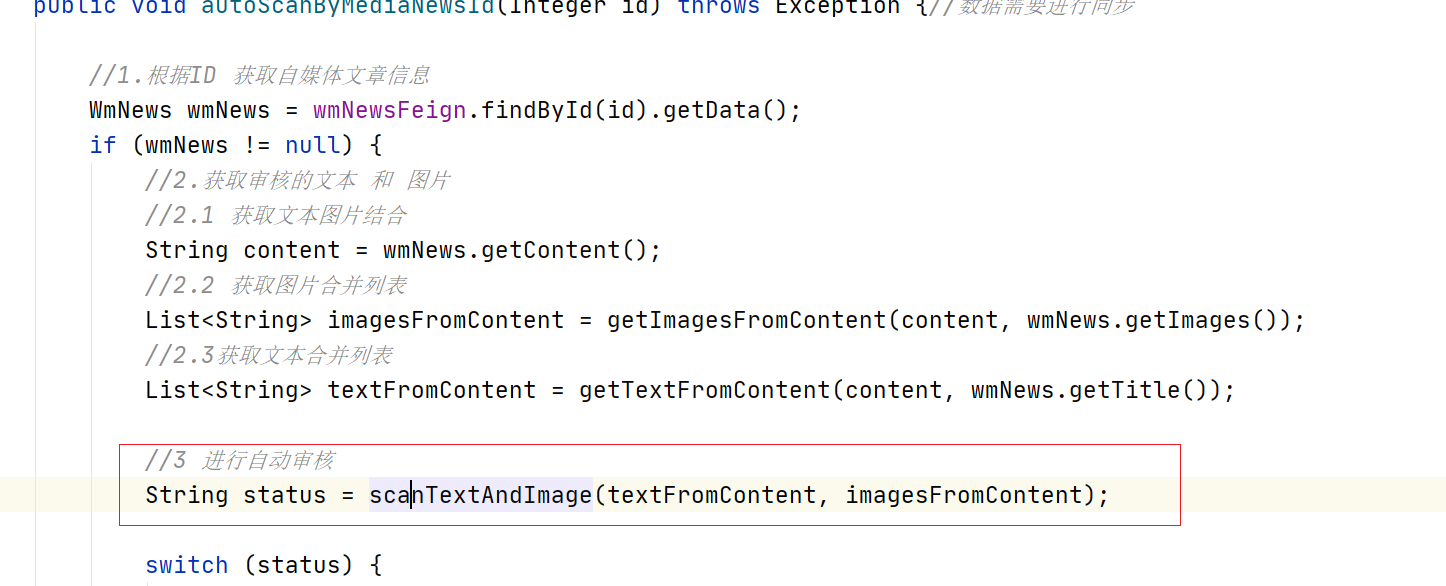 public void autoScanByMediaNewsId(Integer id) throws Exception {//数据需要进行同步
//1.根据ID 获取自媒体文章信息
WmNews wmNews = wmNewsFeign.findById(id).getData();
if (wmNews != null) {
//2.获取审核的文本 和 图片
//2.1 获取文本图片结合
String content = wmNews.getContent();
//2.2 获取图片合并列表
List<String> imagesFromContent = getImagesFromContent(content, wmNews.getImages());
//2.3获取文本合并列表
List<String> textFromContent = getTextFromContent(content, wmNews.getTitle());
//3 进行自动审核
String status = scanTextAndImage(textFromContent, imagesFromContent);
switch (status) {